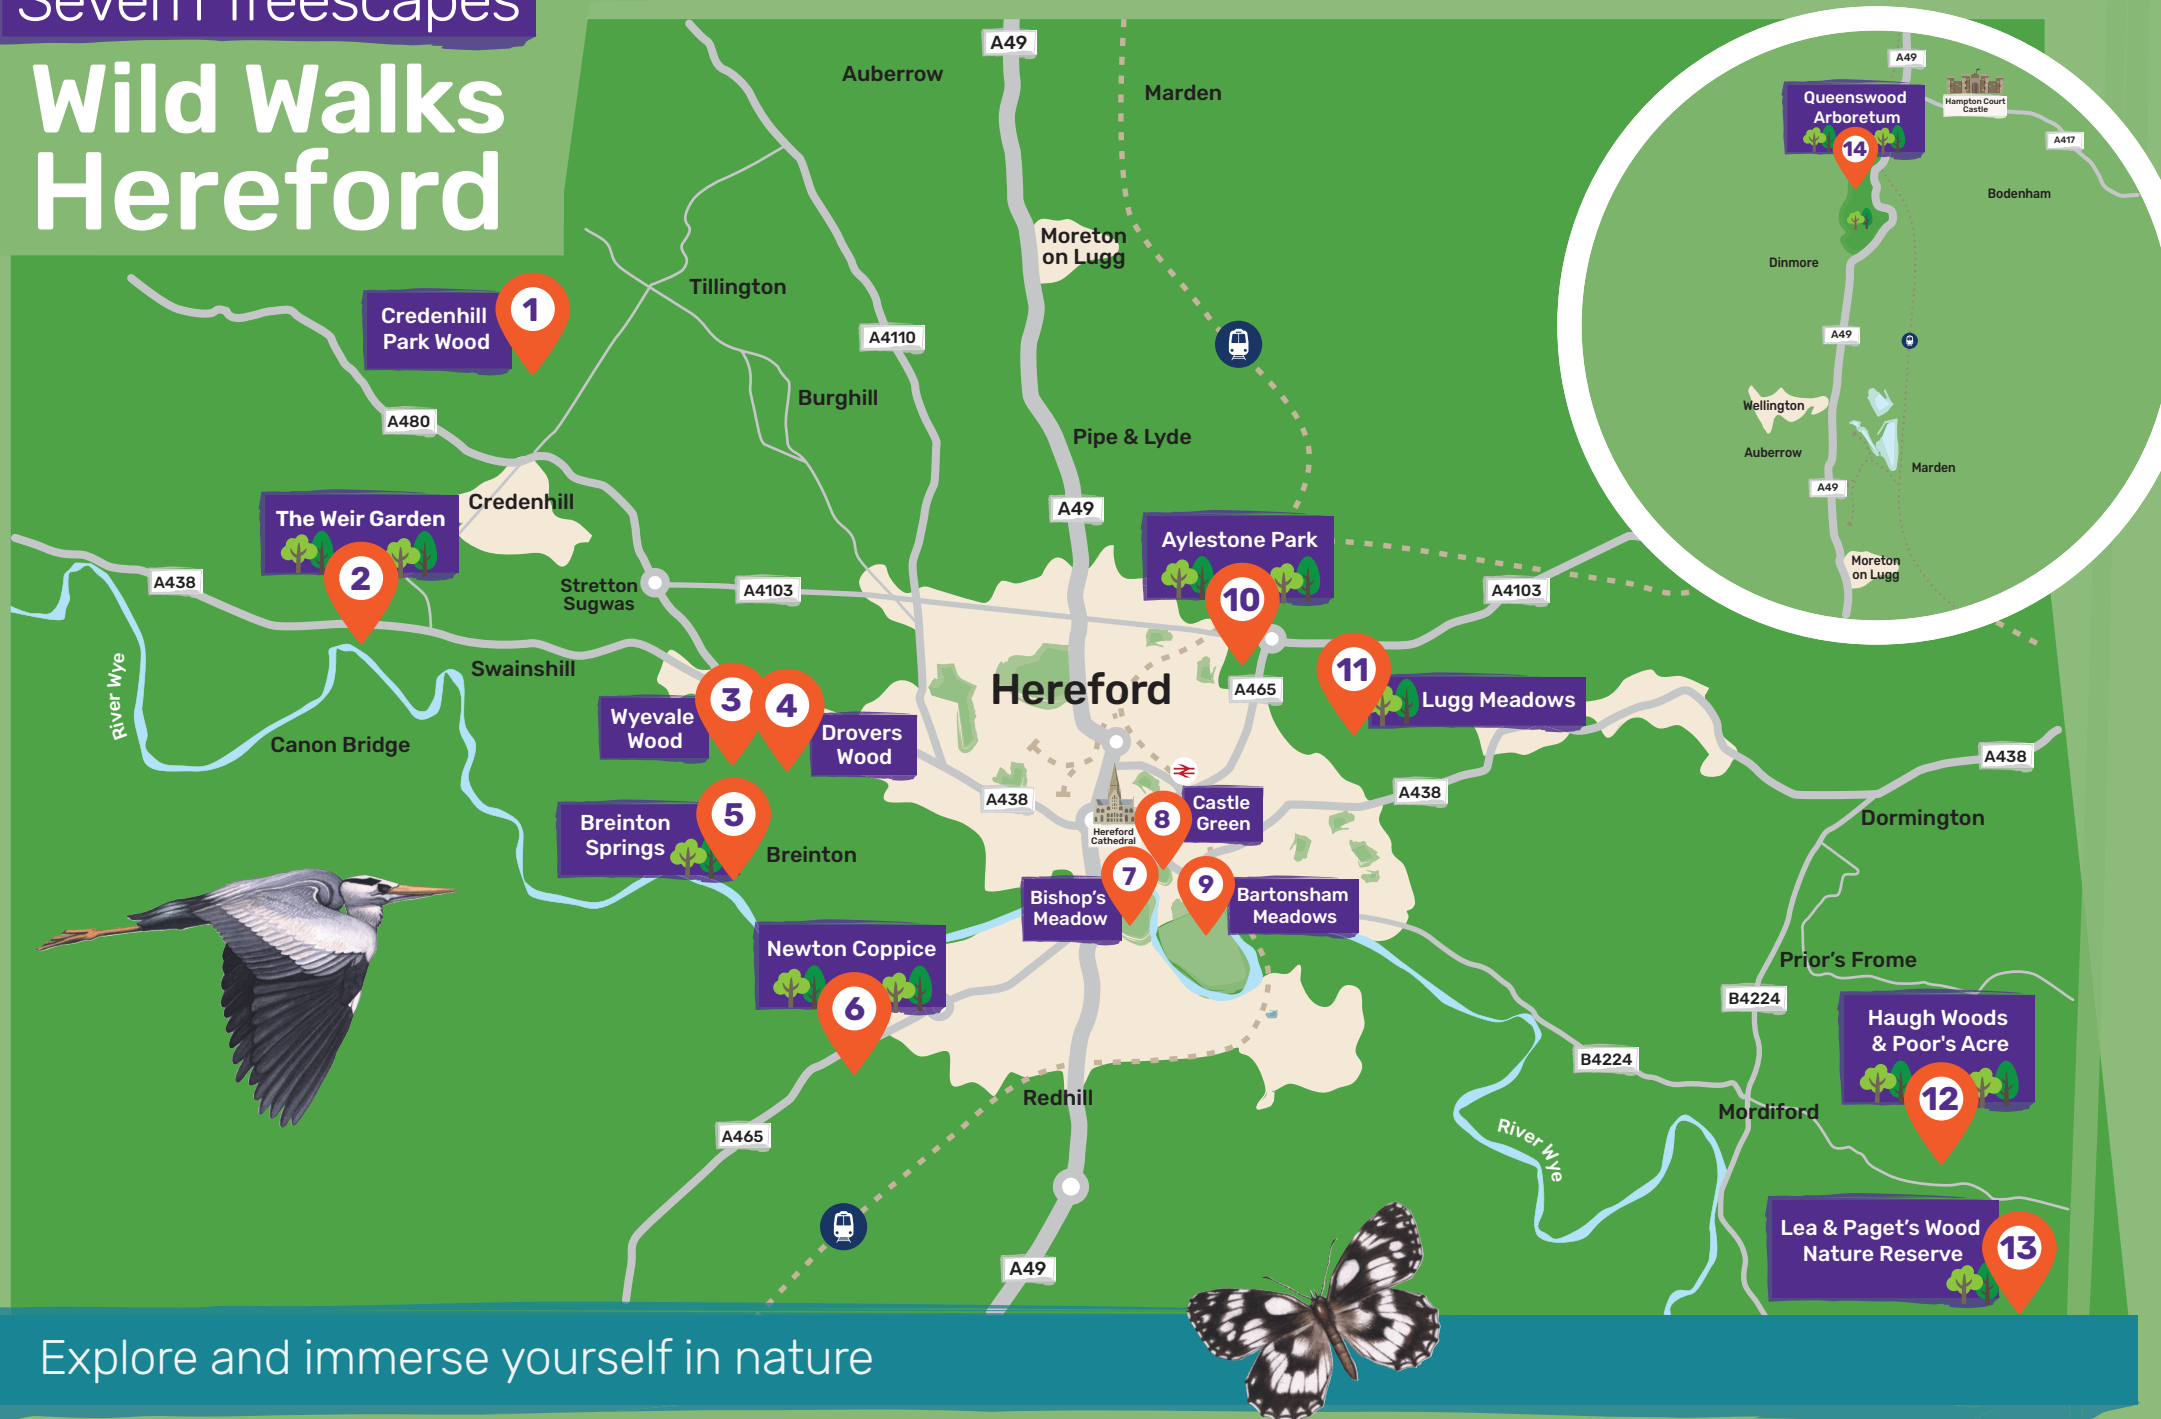 Severn Treescapes
Wild Walks
Hereford
A49
Auberrow
Marden
Moreton
on Lugg
Tillington
Credenhill
Park Wood
1
A4110
Burghill
A480
Pipe & Lyde
Credenhill
The Weir Garden
2
A438
A49
Aylestone Park
10
Stretton
Sugwas
A4103
A4103
River Wye
Swainshill
Canon Bridge
Wyevale
Wood
3
4
Drovers
Wood
Hereford
A465
11
Lugg Meadows
A438
A438
A438
Dormington
Breinton
Springs
5
Breinton
Hereford
Cathedral
8
Castle
Green
7
Bishop's
Meadow
9
Bartonsham
Meadows
Newton Coppice
6
Prior's Frome
B4224
Haugh Woods
& Poor's Acre
12
B4224
Mordiford
Redhill
A465
River Wye
Lea & Paget's Wood
Nature Reserve
13
A49
A49
Queenswood
Arboretum
14
Hampton Court
Castle
A417
Bodenham
Dinmore
A49
Wellington
Auberrow
Marden
A49
Moreton
on Lugg
Explore and immerse yourself in nature